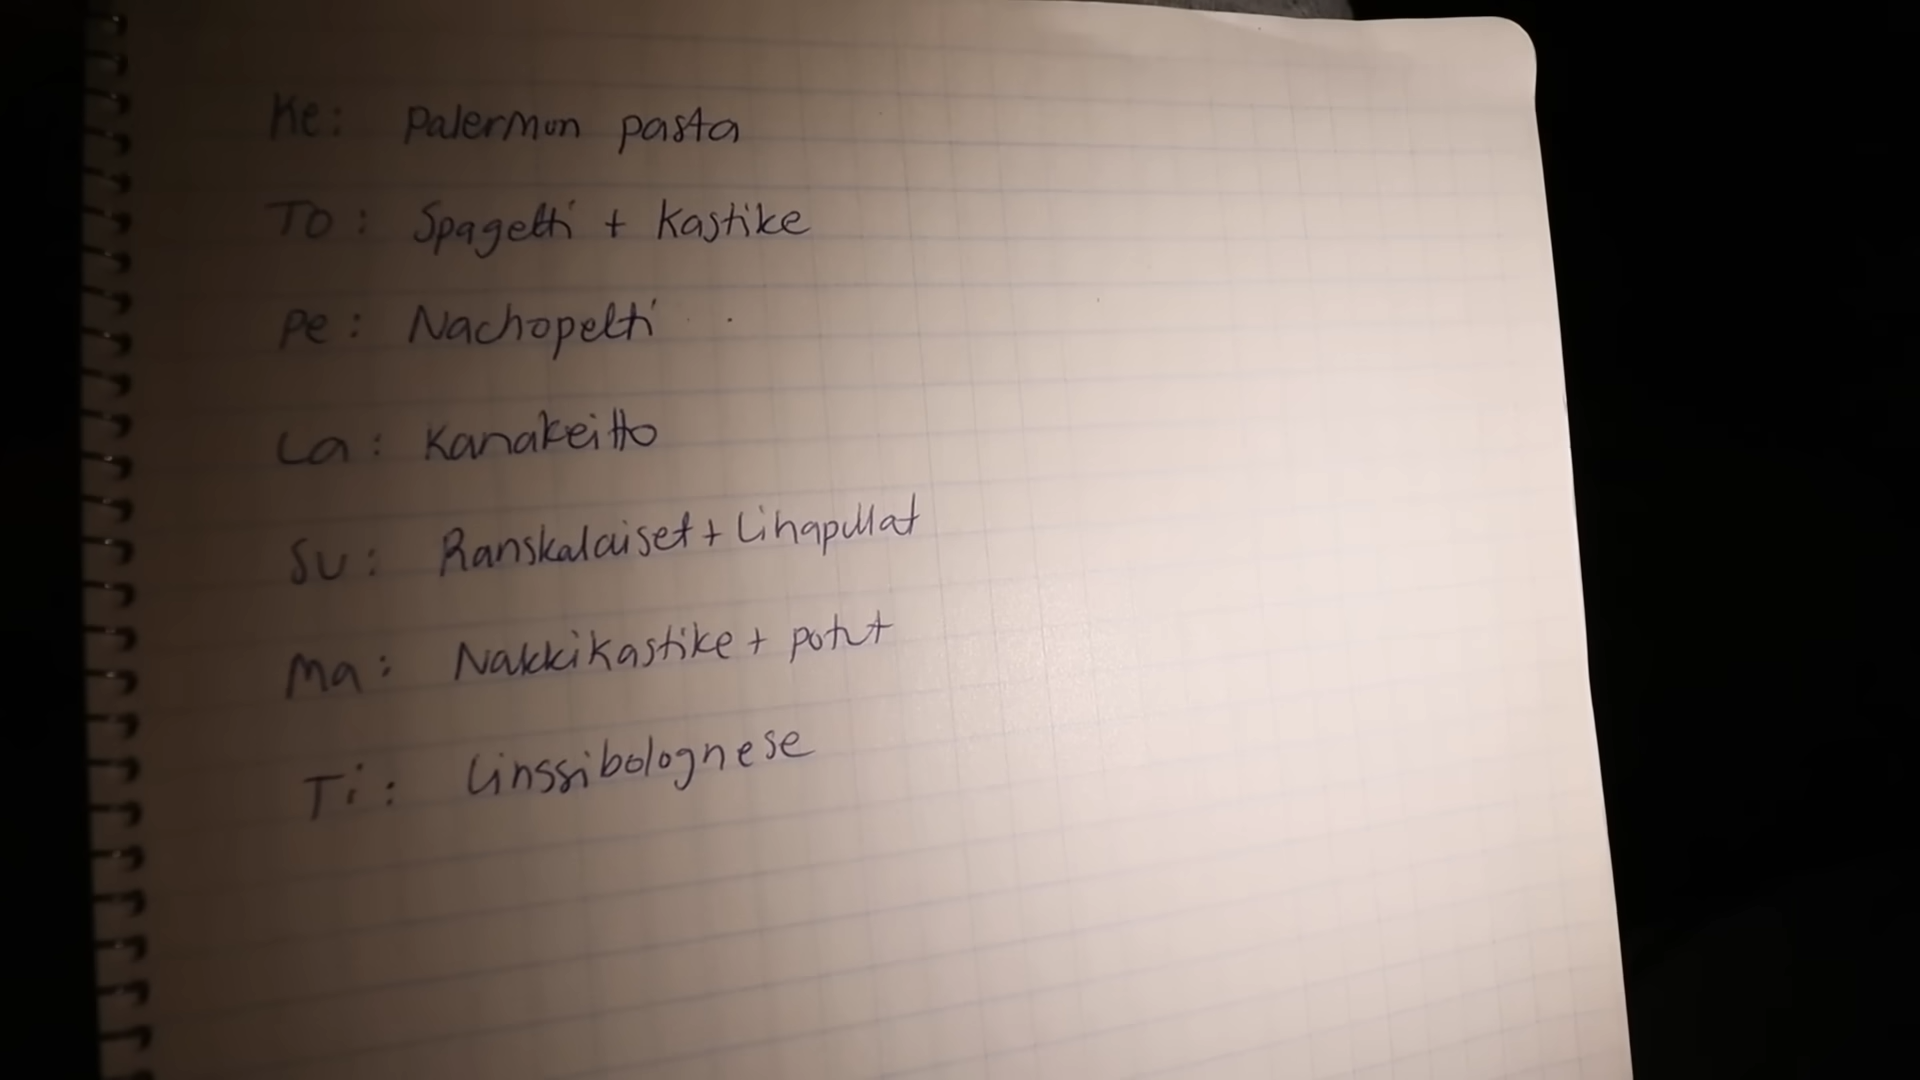 Ke: Palermon pasta
To: Spagetti + Kastike
Pe: Nachopelti
La: Kanakeitto
Su: Ranskalaiset + Lihapullat
Ma: Nakkikastike + potut
Ti: Linssibolognese